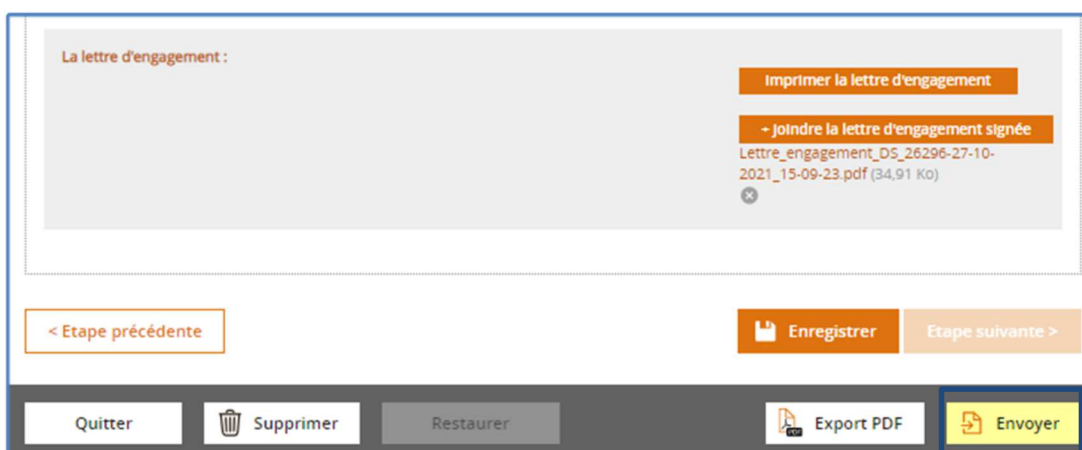 La lettre d'engagement :
Imprimer la lettre d'engagement
+ Joindre la lettre d'engagement signée
Lettre_engagement_DS_26296-27-10-
2021_15-09-23.pdf (34,91 Ko)
< Etape précédente
Enregistrer
Etape suivante >
Quitter
Supprimer
Restaurer
Export PDF
Envoyer